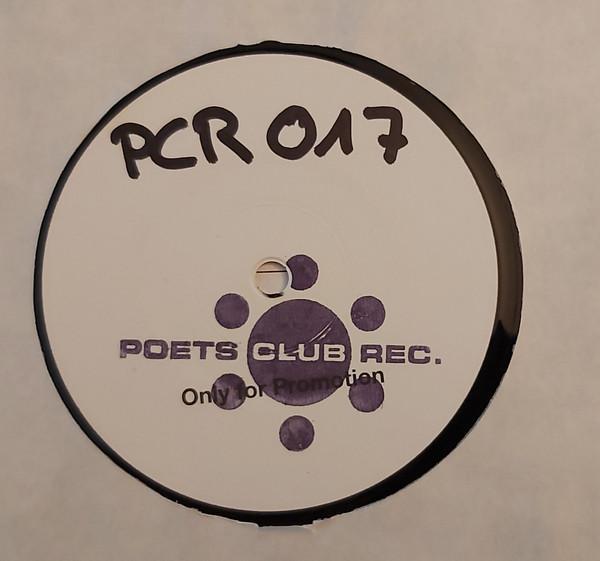 PCR 017
POETS CLUB REC.
Only for Promotion